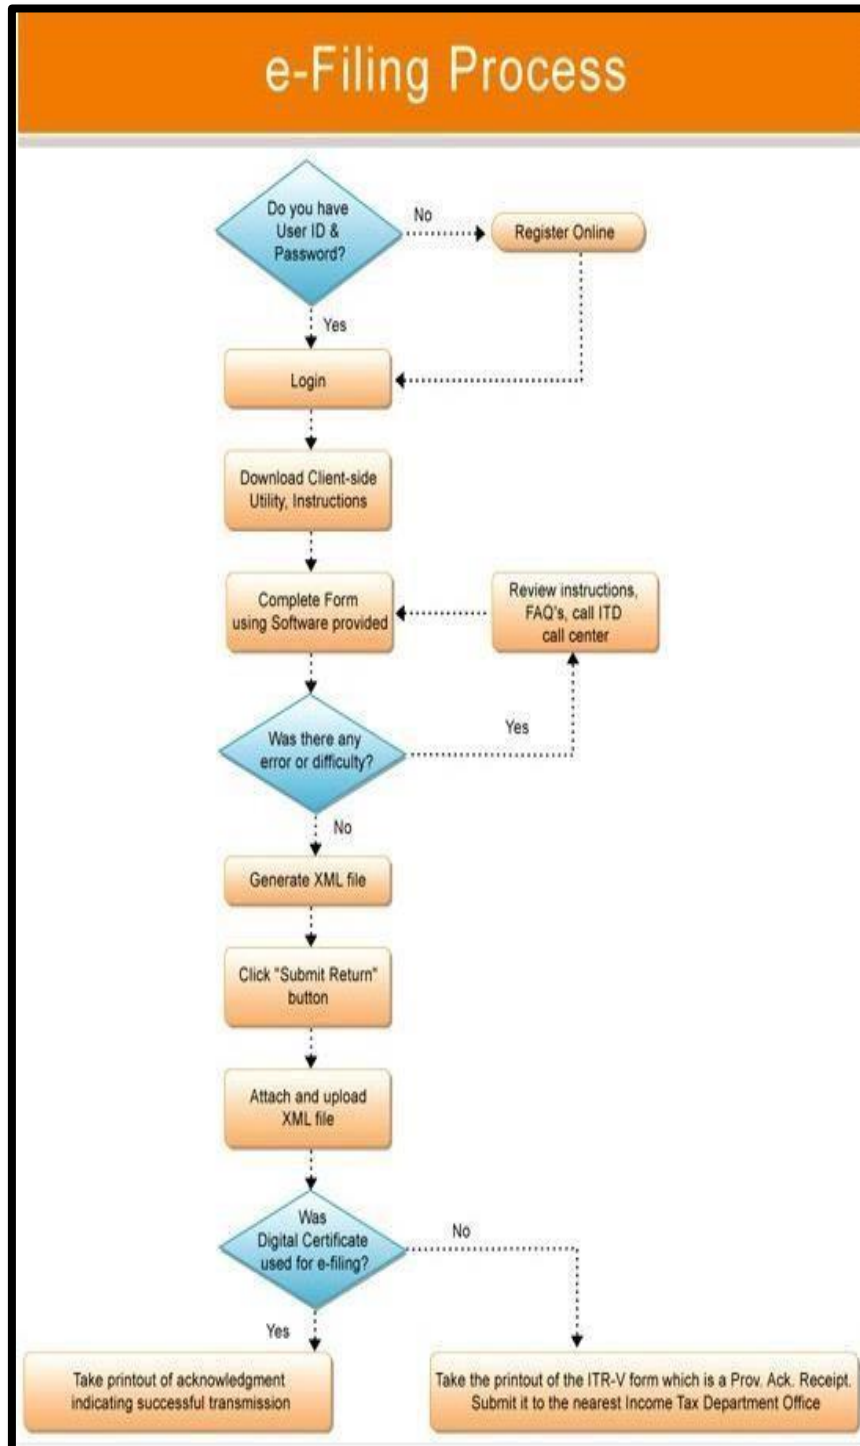 e-Filing Process
Do you have
User ID &
Password?
No
Register Online
Yes
Login
Download Client-side
Utility, Instructions
Complete Form
using Software provided
Review instructions,
FAQ's, call ITD
call center
Was there any
error or difficulty?
Yes
No
Generate XML file
Click "Submit Return"
button
Attach and upload
XML file
Was
Digital Certificate
used for e-filing?
No
Yes
Take printout of acknowledgment
indicating successful transmission
Take the printout of the ITR-V form which is a Prov. Ack. Receipt.
Submit it to the nearest Income Tax Department Office